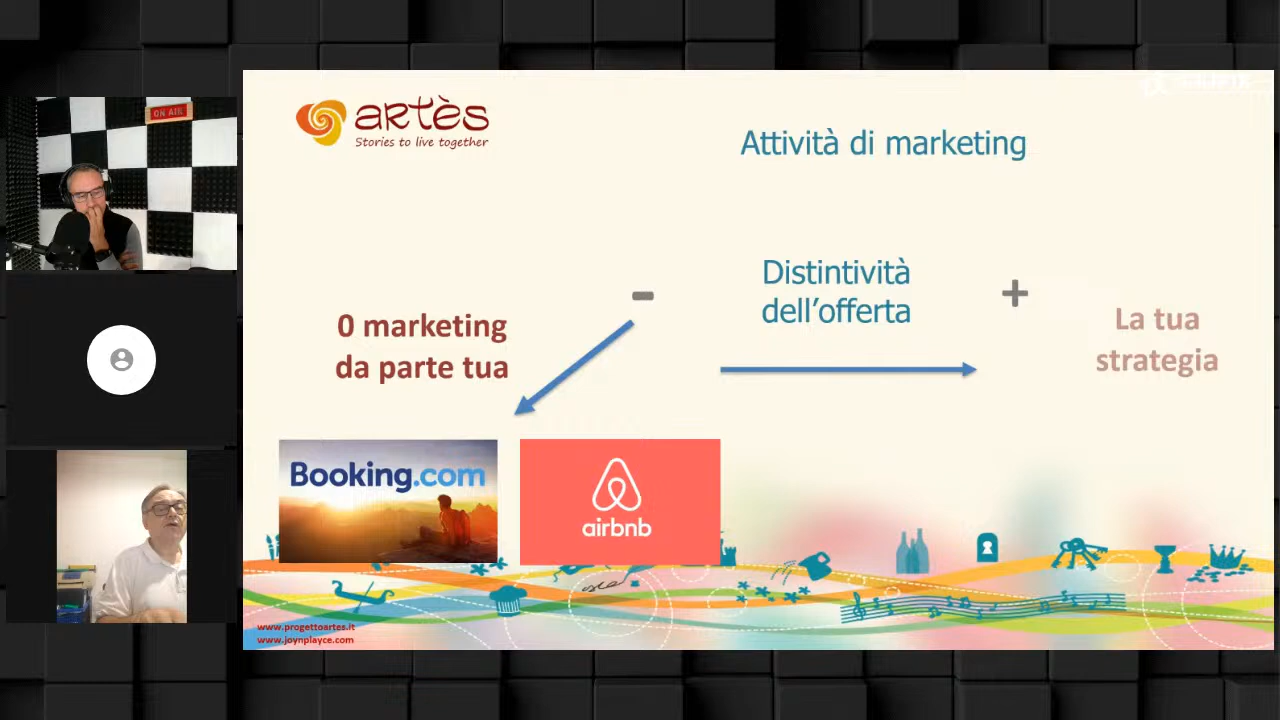 ON AIR
artès
Stories to live together
Attività di marketing
-
Distintività
dell’offerta
+
0 marketing
da parte tua
La tua
strategia
Booking.com
airbnb
www.progettoartes.it
www.joynplayce.com